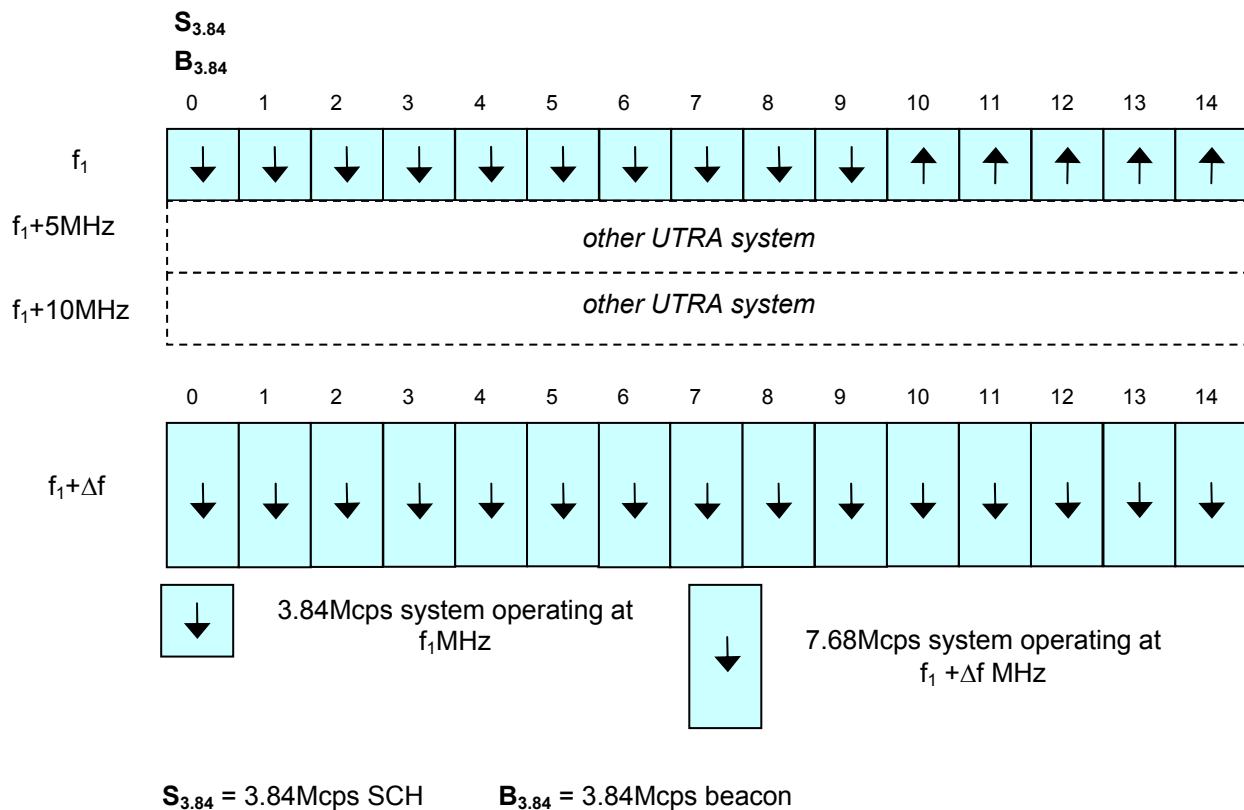 S3.84
B3.84
0 1 2 3 4 5 6 7 8 9 10 11 12 13 14
f1
f1+5MHz
other UTRA system
f1+10MHz
other UTRA system
0 1 2 3 4 5 6 7 8 9 10 11 12 13 14
f1+Δf
3.84Mcps system operating at
f1MHz
7.68Mcps system operating at
f1 +Δf MHz
S3.84 = 3.84Mcps SCH B3.84 = 3.84Mcps beacon